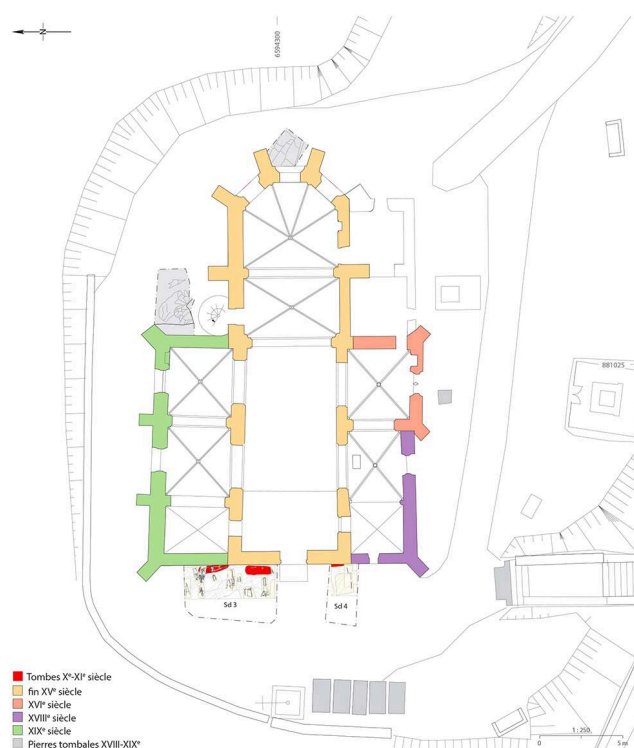 N
6594300
881025
Sd 3
Sd 4
Tombes Xe-XIe siècle
fin XVe siècle
XVIe siècle
XVIIIe siècle
XIXe siècle
Pierres tombales XVIII-XIXe
1 : 250
0 5 m